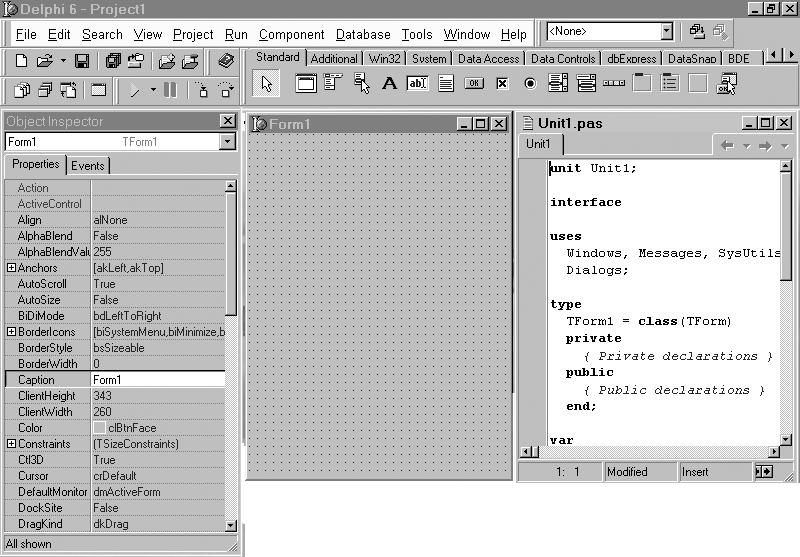 Delphi 6 - Project1
File Edit Search View Project Run Component Database Tools Window Help
<None>
Standard Additional Win32 System Data Access Data Controls dbExpress DataSnap BDE
A ab OK
OK
Object Inspector
Form1 TForm1
Properties Events
Action
ActiveControl
Align alNone
AlphaBlend False
AlphaBlendValu 255
Anchors [akLeft,akTop]
AutoScroll True
AutoSize False
BiDiMode bdLeftToRight
BorderIcons [biSystemMenu,biMinimize,b
BorderStyle bsSizeable
BorderWidth 0
Caption Form1
ClientHeight 343
ClientWidth 260
Color clBtnFace
Constraints (TSizeConstraints)
Ctl3D True
Cursor crDefault
DefaultMonitor dmActiveForm
DockSite False
DragKind dkDrag
All shown
Form1
Unit1.pas
Unit1
unit Unit1;
interface
uses
Windows, Messages, SysUtils
Dialogs;
type
TForm1 = class(TForm)
private
{ Private declarations }
public
{ Public declarations }
end;
var
1: 1 Modified Insert